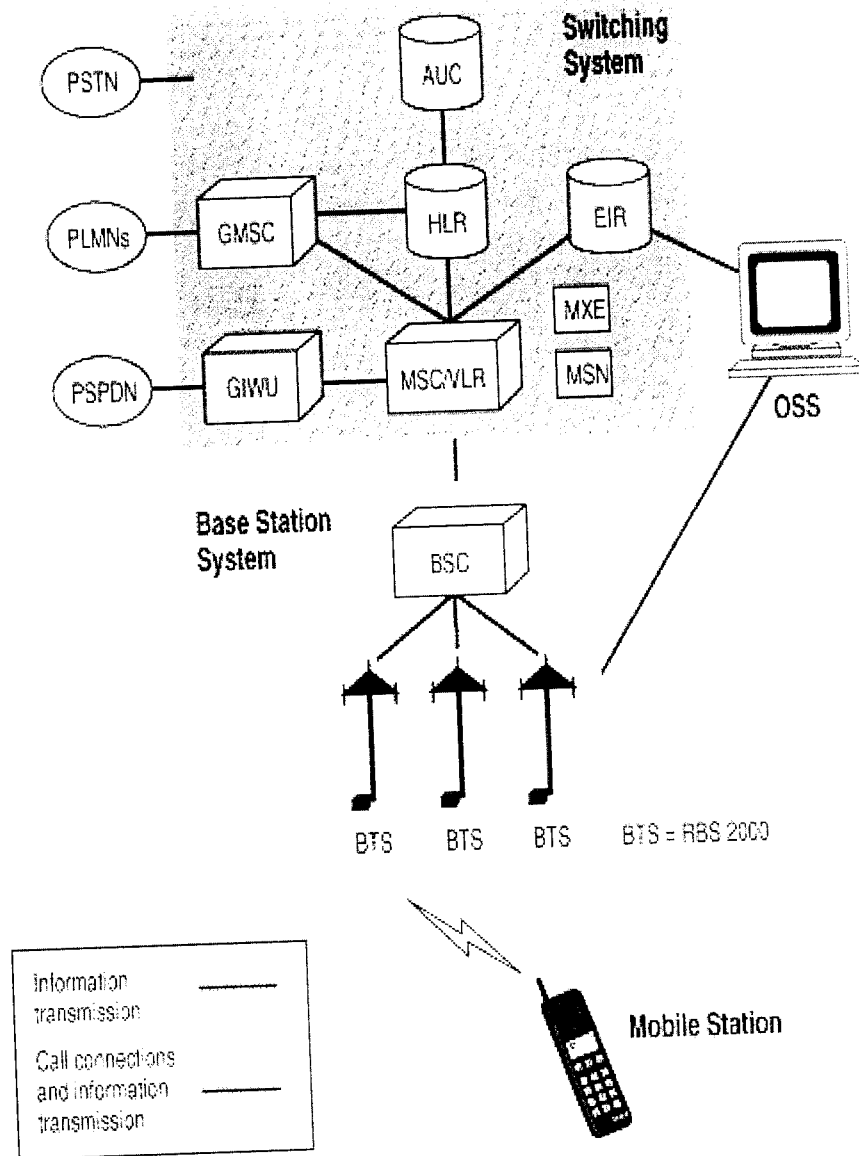 Switching
System
PSTN
AUC
PLMNs
GMSC
HLR
EIR
MXE
PSPDN
GIWU
MSC/VLR
MSN
OSS
Base Station
System
BSC
BTS
BTS
BTS
BTS = RBS 2000
Information
transmission
Call connections
and information
transmission
Mobile Station